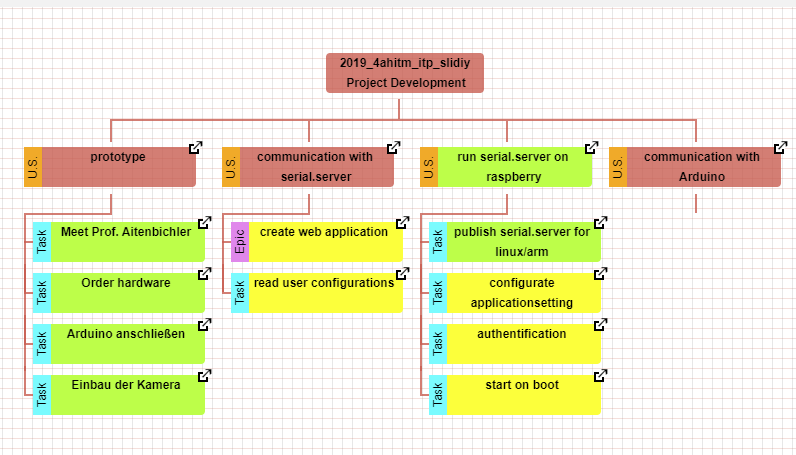 2019_4ahitm_itp_slidiy
Project Development
U.S.
prototype
U.S.
communication with
serial.server
U.S.
run serial.server on
raspberry
U.S.
communication with
Arduino
Task
Meet Prof. Aitenbichler
Task
Order hardware
Task
Arduino anschließen
Task
Einbau der Kamera
Epic
create web application
Task
read user configurations
Task
publish serial.server for
linux/arm
Task
configurate
applicationsetting
Task
authentification
Task
start on boot